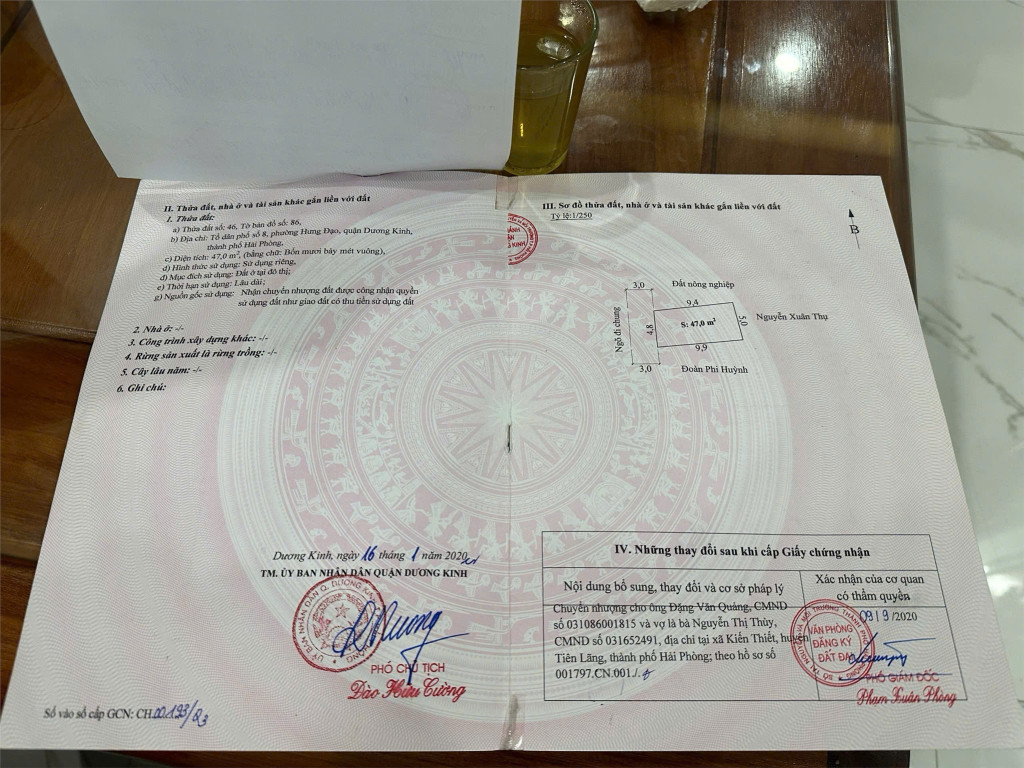 II. Thửa đất, nhà ở và tài sản khác gắn liền với đất
1. Thửa đất:
a) Thửa đất số: 46, Tờ bản đồ số: 86,
b) Địa chỉ: Tổ dân phố số 8, phường Hưng Đạo, quận Dương Kinh,
thành phố Hải Phòng,
c) Diện tích: 47,0 m², (bằng chữ: Bốn mươi bảy mét vuông),
d) Hình thức sử dụng: Sử dụng riêng,
đ) Mục đích sử dụng: Đất ở tại đô thị;
e) Thời hạn sử dụng: Lâu dài;
g) Nguồn gốc sử dụng: Nhận chuyển nhượng đất được công nhận quyền
sử dụng đất như giao đất có thu tiền sử dụng đất
2. Nhà ở: -/-
3. Công trình xây dựng khác: -/-
4. Rừng sản xuất là rừng trồng: -/-
5. Cây lâu năm: -/-
6. Ghi chú:
Dương Kinh, ngày 16 tháng 1 năm 2020
TM. ỦY BAN NHÂN DÂN QUẬN DƯƠNG KINH
PHÓ CHỦ TỊCH
Đào Hữu Cường
Số vào sổ cấp GCN: CH.00193/
III. Sơ đồ thửa đất, nhà ở và tài sản khác gắn liền với đất
Tỷ lệ:1/250
B
3,0
Đất nông nghiệp
9,4
Ngõ đi chung
4,8
S: 47,0 m²
5,0
Nguyễn Xuân Thụ
9,9
3,0
Đoàn Phi Huỳnh
IV. Những thay đổi sau khi cấp Giấy chứng nhận
Nội dung bổ sung, thay đổi và cơ sở pháp lý
Xác nhận của cơ quan
có thẩm quyền
Chuyển nhượng cho ông Đặng Văn Quảng, CMND
số 031086001815 và vợ là bà Nguyễn Thị Thùy,
CMND số 031652491, địa chỉ tại xã Kiến Thiết, huyện
Tiên Lãng, thành phố Hải Phòng; theo hồ sơ số
001797.CN.001./.
09/9/2020
VĂN PHÒNG
ĐĂNG KÝ
ĐẤT ĐAI
PHÓ GIÁM ĐỐC
Phạm Xuân Phòng